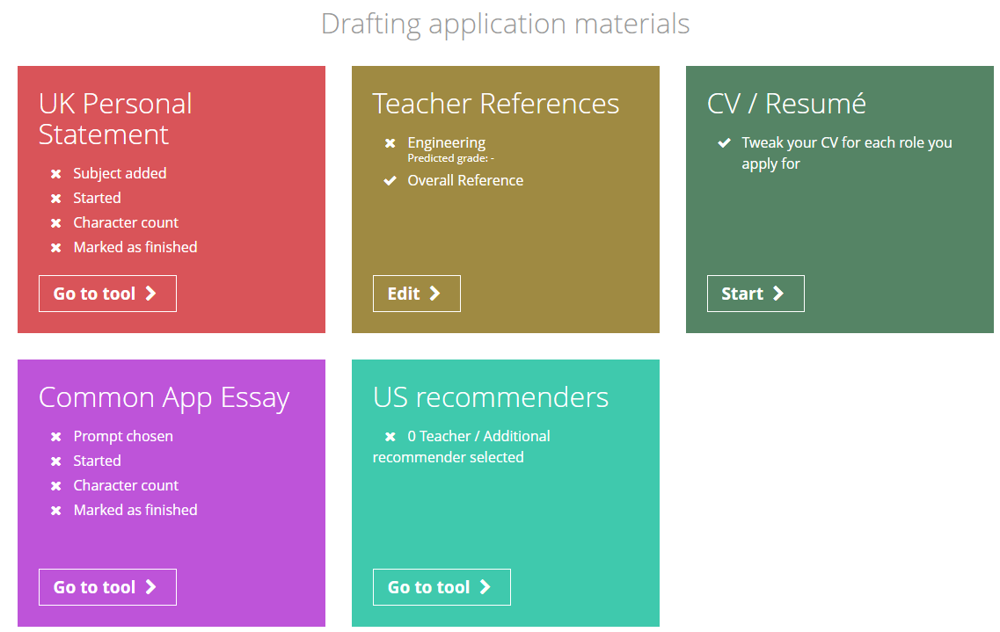 Drafting application materials
UK Personal
Statement
Subject added
Started
Character count
Marked as finished
Go to tool
Teacher References
Engineering
Predicted grade: -
Overall Reference
Edit
CV / Resumé
Tweak your CV for each role you
apply for
Start
Common App Essay
Prompt chosen
Started
Character count
Marked as finished
Go to tool
US recommenders
0 Teacher / Additional
recommender selected
Go to tool